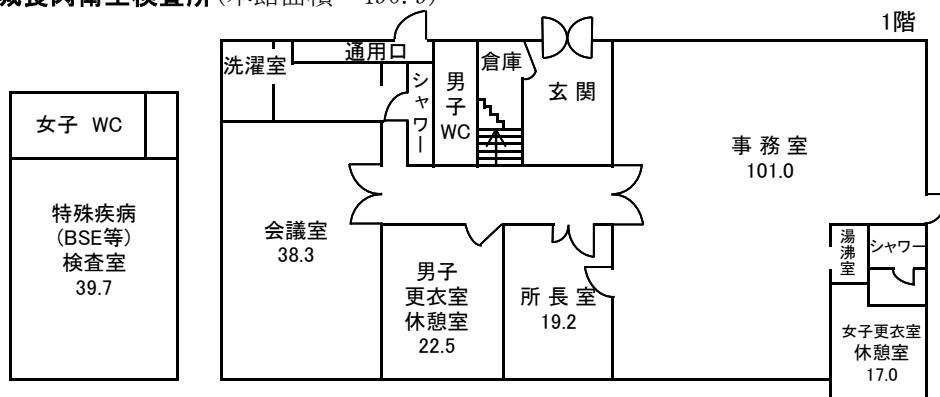 検査所
1階
通用口
洗濯室
シャワー
男子
WC
倉庫
玄関
事務室
101.0
女子 WC
特殊疾病
(BSE等)
検査室
39.7
会議室
38.3
男子
更衣室
休憩室
22.5
所長室
19.2
湯沸室
シャワー
女子更衣室
休憩室
17.0